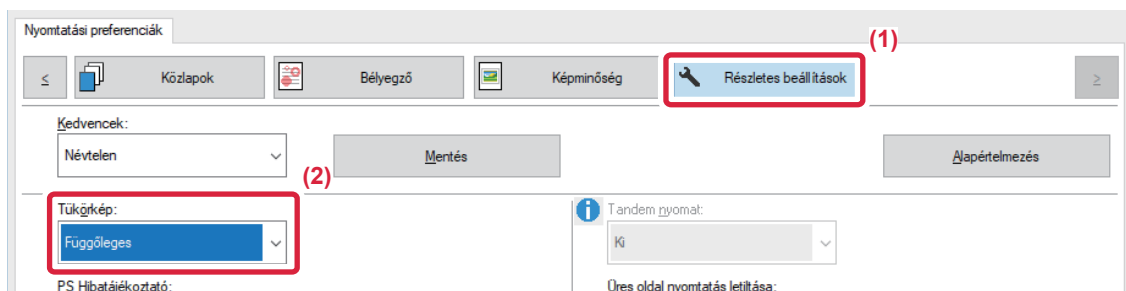 Nyomtatási preferenciák
(1)
< Közlapok Bélyegző Képminőség Részletes beállítások >
Kedvencek:
Névtelen Mentés Alapértelmezés
(2)
Tükörkép: Tandem nyomat:
Függőleges Ki
PS Hibatájékoztató: Üres oldal nyomtatás letiltása: